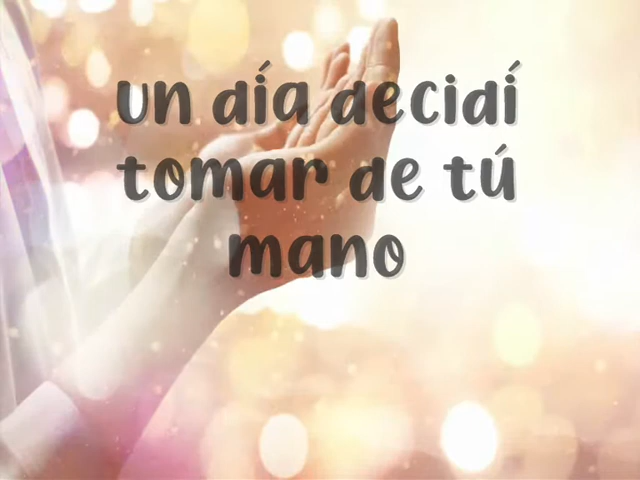 un día decidí
tomar de tú
mano